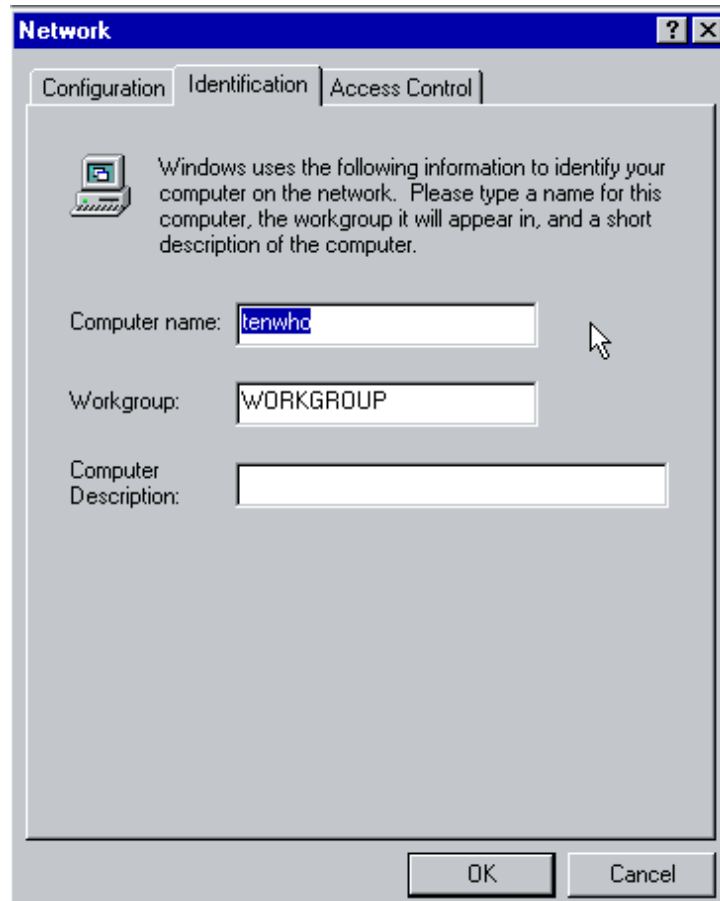 Network
Configuration Identification Access Control
Windows uses the following information to identify your
computer on the network.  Please type a name for this
computer, the workgroup it will appear in, and a short
description of the computer.
Computer name: tenwho
Workgroup: WORKGROUP
Computer
Description:
OK Cancel